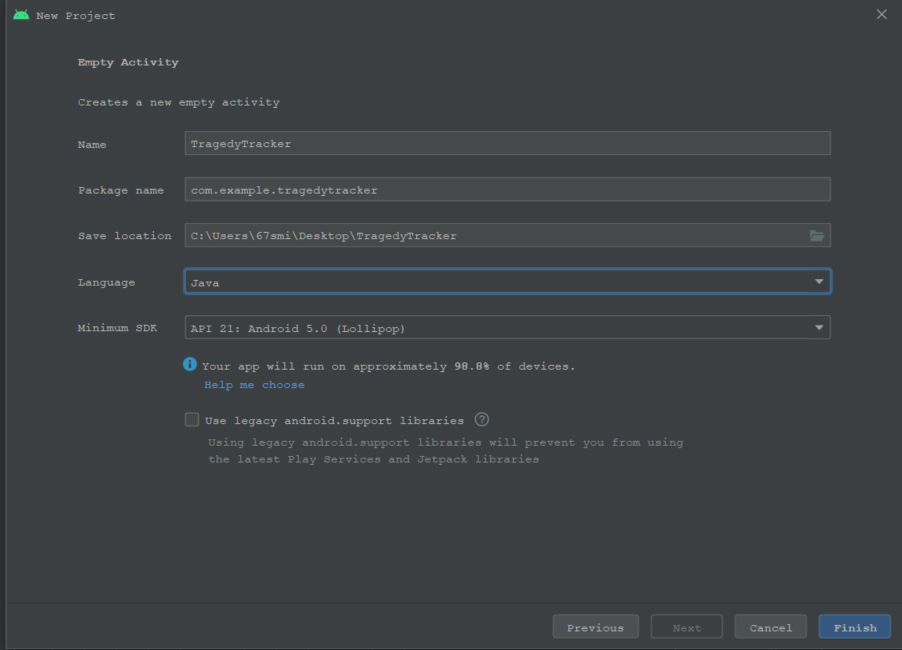 New Project
Empty Activity
Creates a new empty activity
Name TragedyTracker
Package name com.example.tragedytracker
Save location C:\Users\67smi\Desktop\TragedyTracker
Language Java
Minimum SDK API 21: Android 5.0 (Lollipop)
Your app will run on approximately 98.8% of devices.
Help me choose
Use legacy android.support libraries
Using legacy android.support libraries will prevent you from using
the latest Play Services and Jetpack libraries
Previous Next Cancel Finish